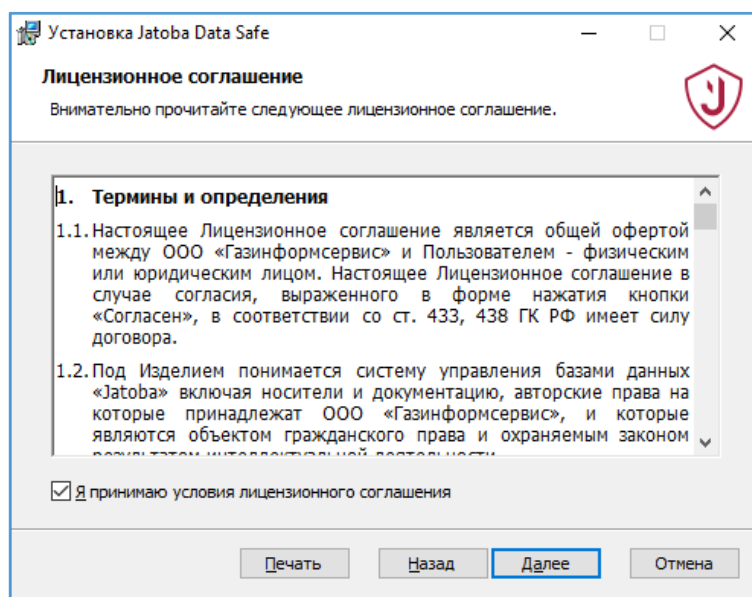 Установка Jatoba Data Safe
Лицензионное соглашение
Внимательно прочитайте следующее лицензионное соглашение.
1. Термины и определения
1.1. Настоящее Лицензионное соглашение является общей офертой
между ООО «Газинформсервис» и Пользователем - физическим
или юридическим лицом. Настоящее Лицензионное соглашение в
случае согласия, выраженного в форме нажатия кнопки
«Согласен», в соответствии со ст. 433, 438 ГК РФ имеет силу
договора.
1.2. Под Изделием понимается систему управления базами данных
«Jatoba» включая носители и документацию, авторские права на
которые принадлежат ООО «Газинформсервис», и которые
являются объектом гражданского права и охраняемым законом
результатом интеллектуальной деятельности.
Я принимаю условия лицензионного соглашения
Печать Назад Далее Отмена